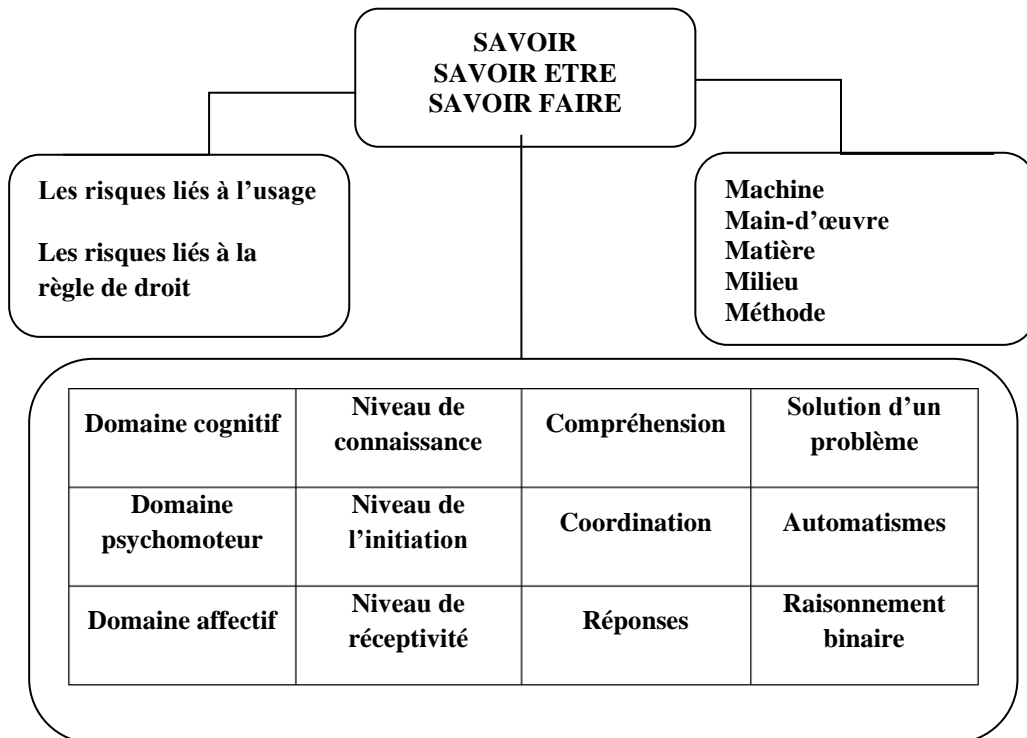 SAVOIR
SAVOIR ETRE
SAVOIR FAIRE
Les risques liés à l’usage
Les risques liés à la
règle de droit
Machine
Main-d’œuvre
Matière
Milieu
Méthode
Domaine cognitif
Niveau de
connaissance
Compréhension
Solution d’un
problème
Domaine
psychomoteur
Niveau de
l’initiation
Coordination
Automatismes
Domaine affectif
Niveau de
réceptivité
Réponses
Raisonnement
binaire